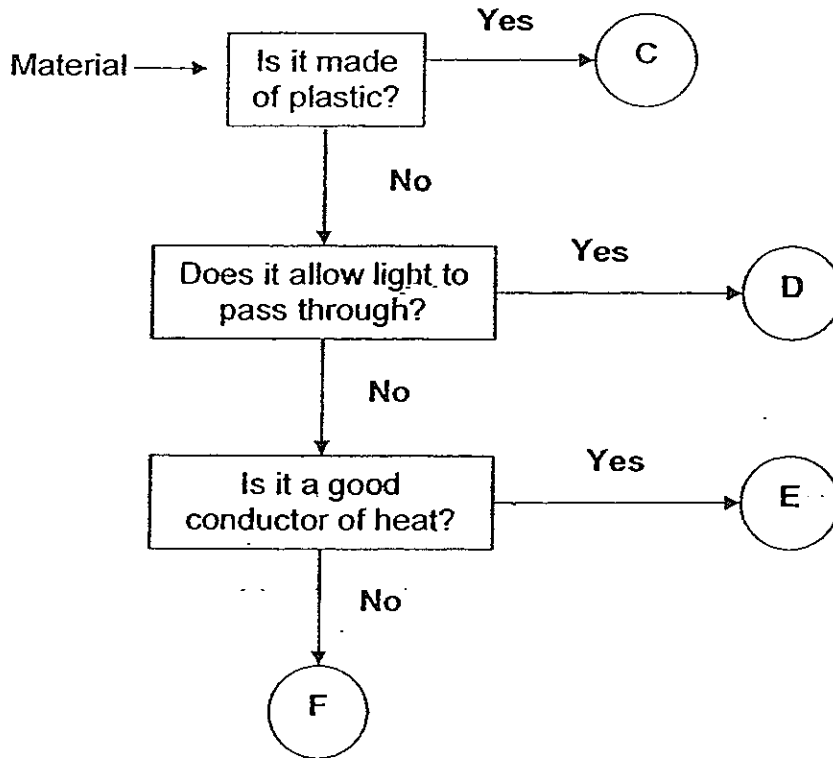 Yes
Material
Is it made
of plastic?
C
No
Does it allow light to
pass through?
Yes
D
No
Is it a good
conductor of heat?
Yes
E
No
F